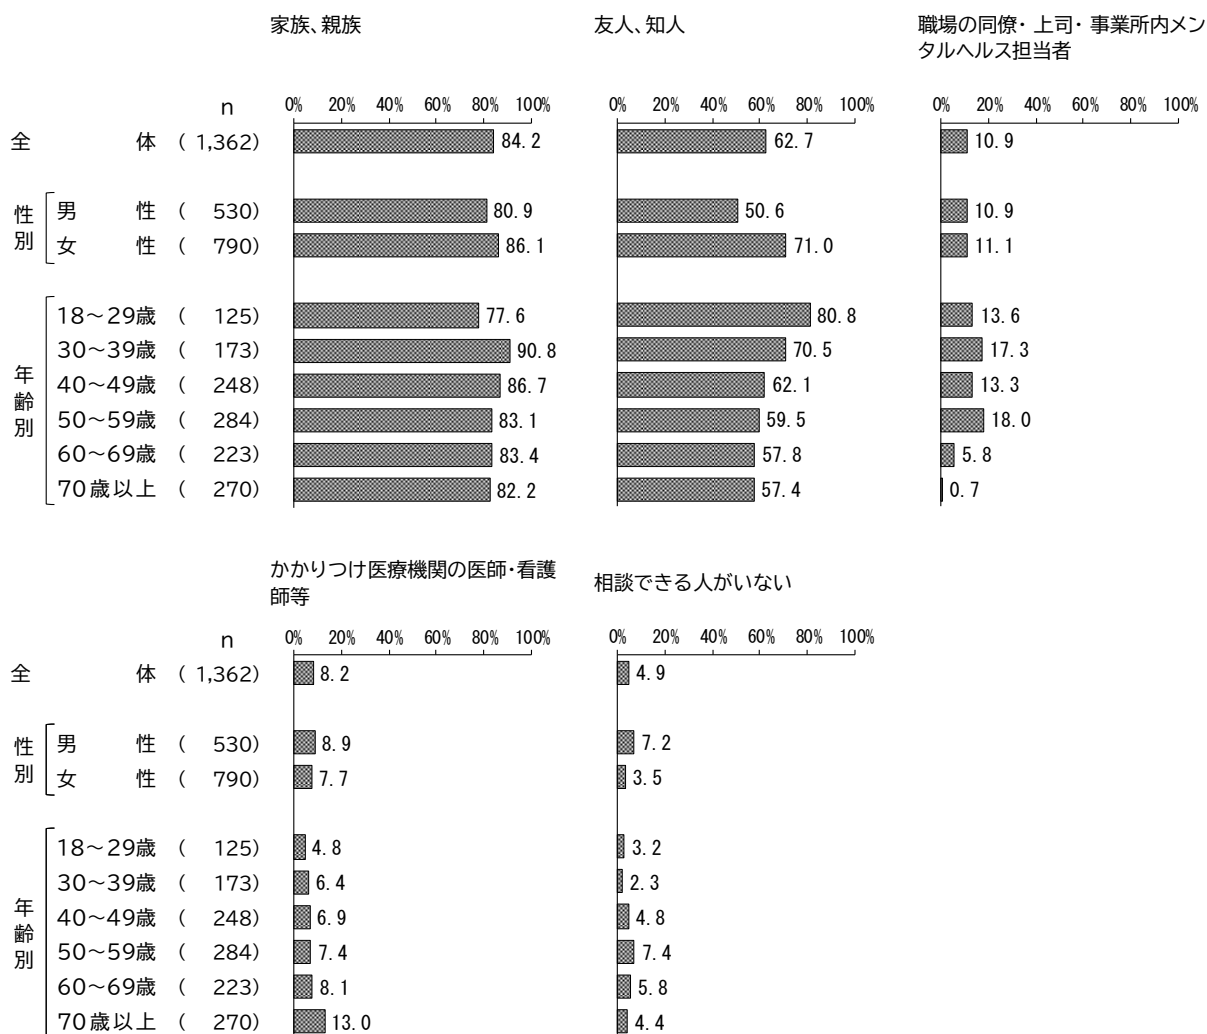 家族、親族 友人、知人 職場の同僚・上司・事業所内メン
タルヘルス担当者
n 0% 20% 40% 60% 80% 100% 0% 20% 40% 60% 80% 100% 0% 20% 40% 60% 80% 100%
全体 (1,362) 84.2 62.7 10.9
性別
男性 (530) 80.9 50.6 10.9
女性 (790) 86.1 71.0 11.1
年齢別
18~29歳 (125) 77.6 80.8 13.6
30~39歳 (173) 90.8 70.5 17.3
40~49歳 (248) 86.7 62.1 13.3
50~59歳 (284) 83.1 59.5 18.0
60~69歳 (223) 83.4 57.8 5.8
70歳以上 (270) 82.2 57.4 0.7
かかりつけ医療機関の医師・看護
師等
相談できる人がいない
n 0% 20% 40% 60% 80% 100% 0% 20% 40% 60% 80% 100%
全体 (1,362) 8.2 4.9
性別
男性 (530) 8.9 7.2
女性 (790) 7.7 3.5
年齢別
18~29歳 (125) 4.8 3.2
30~39歳 (173) 6.4 2.3
40~49歳 (248) 6.9 4.8
50~59歳 (284) 7.4 7.4
60~69歳 (223) 8.1 5.8
70歳以上 (270) 13.0 4.4